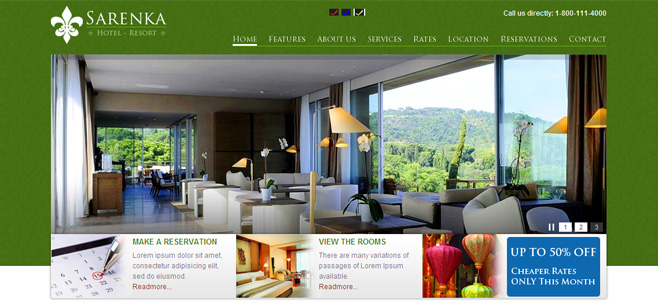 SARENKA
HOTEL - RESORT
Call us directly: 1-800-111-4000
HOME FEATURES ABOUT US SERVICES RATES LOCATION RESERVATIONS CONTACT
1 2 3
MAKE A RESERVATION
Lorem ipsum dolor sit amet,
consectetur adipisicing elit,
sed do eiusmod.
Readmore...
VIEW THE ROOMS
There are many variations of
passages of Lorem Ipsum
available.
Readmore...
UP TO 50% OFF
CHEAPER RATES
ONLY THIS MONTH